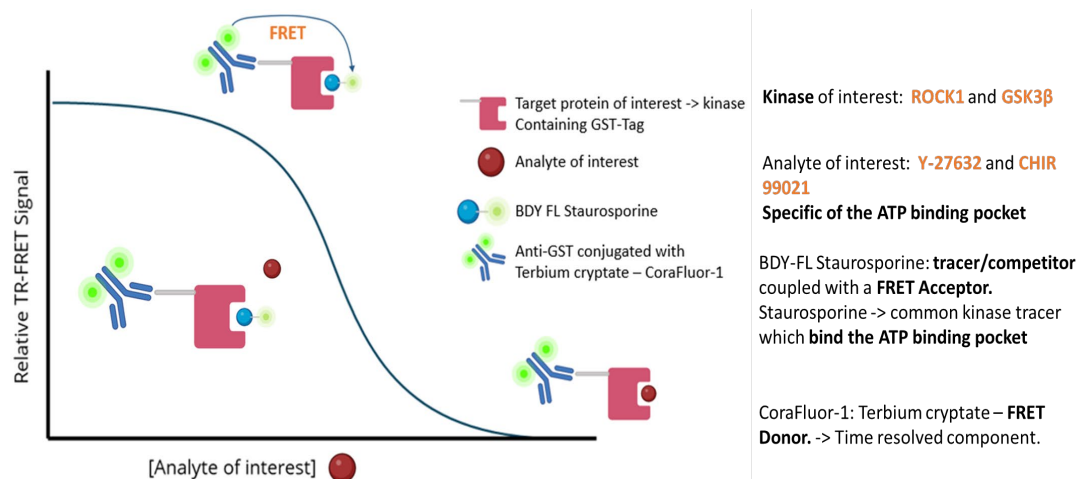 FRET
Relative TR-FRET Signal
[Analyte of interest]
Target protein of interest -> kinase
Containing GST-Tag
Analyte of interest
BDY FL Staurosporine
Anti-GST conjugated with
Terbium cryptate – CoraFluor-1
Kinase of interest: ROCK1 and GSK3β
Analyte of interest: Y-27632 and CHIR
99021
Specific of the ATP binding pocket
BDY-FL Staurosporine: tracer/competitor
coupled with a FRET Acceptor.
Staurosporine -> common kinase tracer
which bind the ATP binding pocket
CoraFluor-1: Terbium cryptate – FRET
Donor. -> Time resolved component.